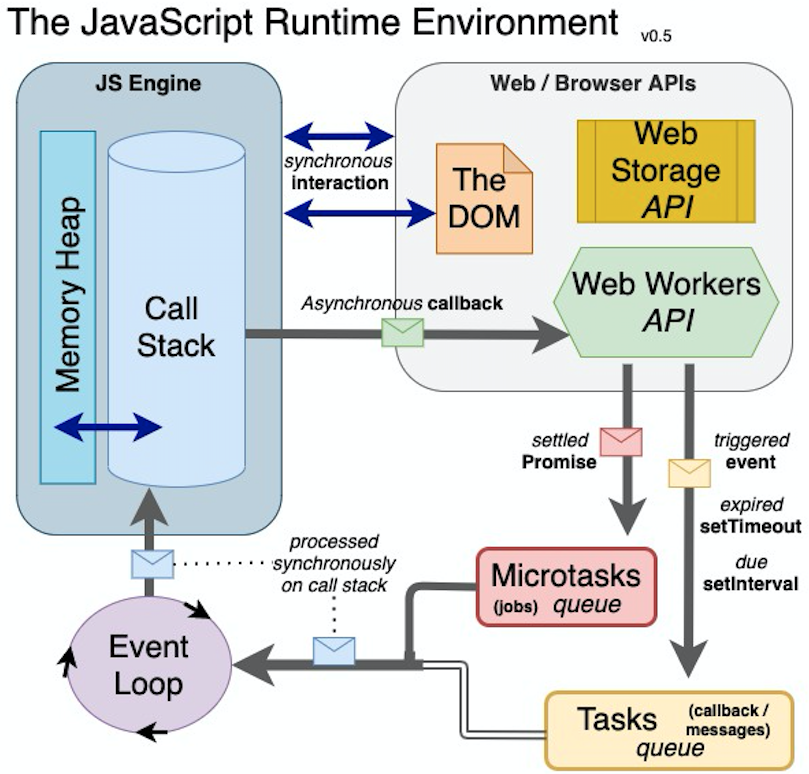 The JavaScript Runtime Environment v0.5
JS Engine
Web / Browser APIs
Memory Heap
Call
Stack
synchronous
interaction
The
DOM
Web
Storage
API
Asynchronous callback
Web Workers
API
settled
Promise
triggered
event
expired
setTimeout
due
setInterval
processed
synchronously
on call stack
Microtasks
(jobs) queue
Event
Loop
Tasks (callback /
messages)
queue